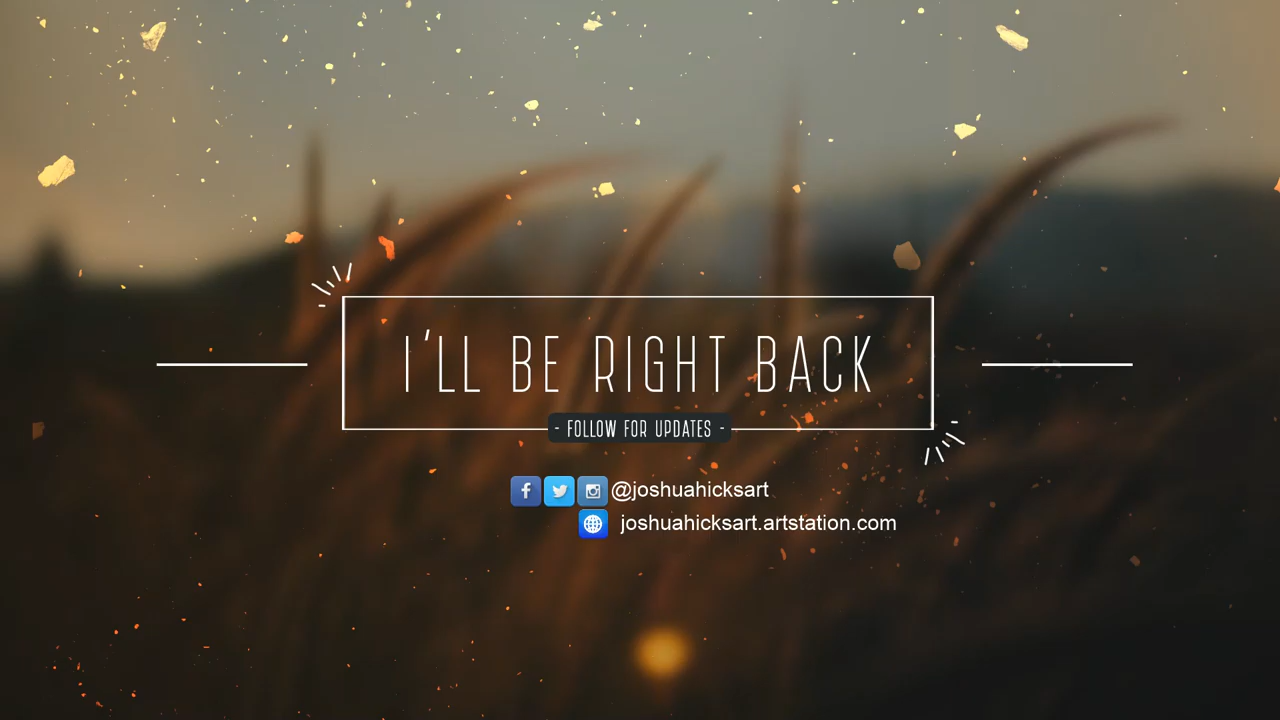 I'LL BE RIGHT BACK
- FOLLOW FOR UPDATES -
@joshuahicksart
joshuahicksart.artstation.com